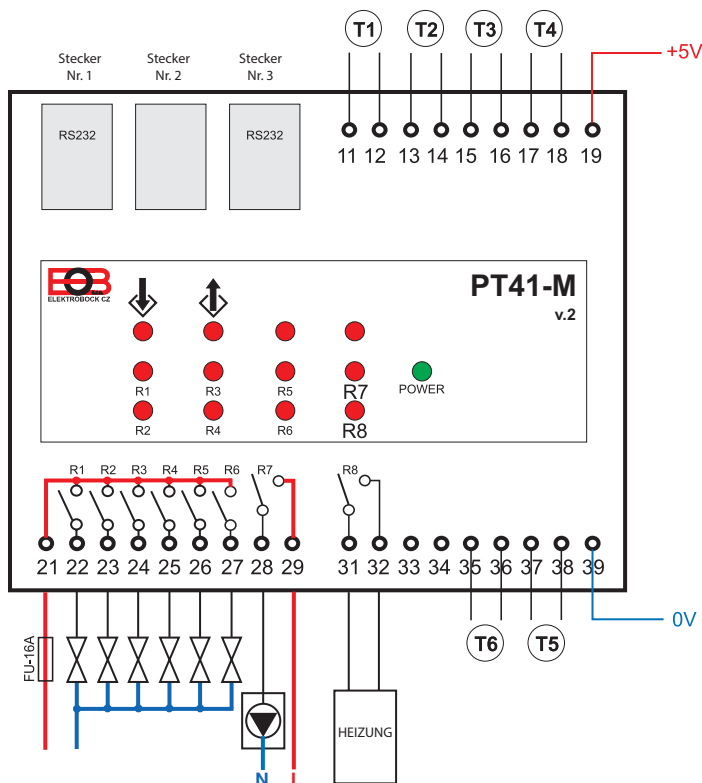 T1 T2 T3 T4
+5V
Stecker Nr. 1
Stecker Nr. 2
Stecker Nr. 3
RS232
RS232
11 12 13 14 15 16 17 18 19
EOB
ELEKTROBOCK CZ
PT41-M
v.2
R1 R3 R5 R7 POWER
R2 R4 R6 R8
R1 R2 R3 R4 R5 R6 R7 R8
21 22 23 24 25 26 27 28 29 31 32 33 34 35 36 37 38 39
0V
T6 T5
FU-16A
HEIZUNG
N